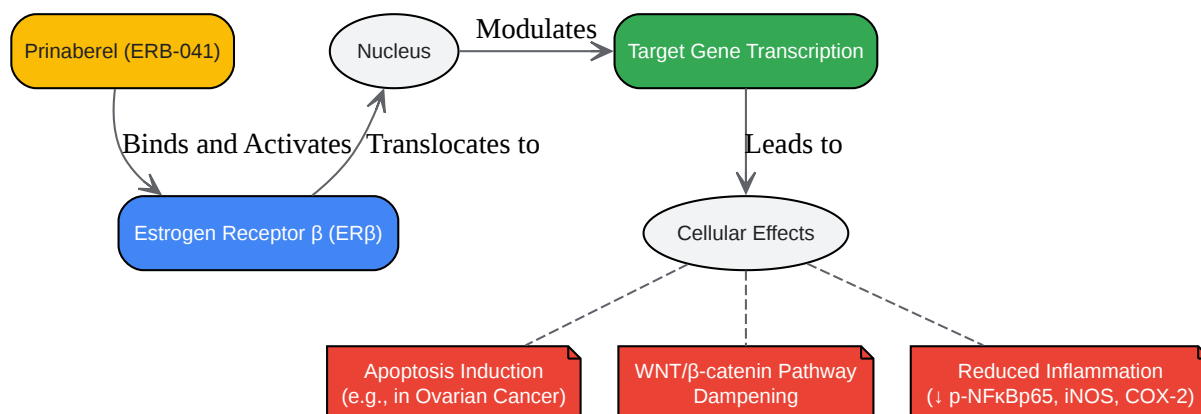 Prinaberel (ERB-041)
Nucleus
Modulates
Target Gene Transcription
Binds and Activates
Translocates to
Leads to
Estrogen Receptor β (ERβ)
Cellular Effects
Apoptosis Induction
(e.g., in Ovarian Cancer)
WNT/β-catenin Pathway
Dampening
Reduced Inflammation
(↓ p-NFκBp65, iNOS, COX-2)